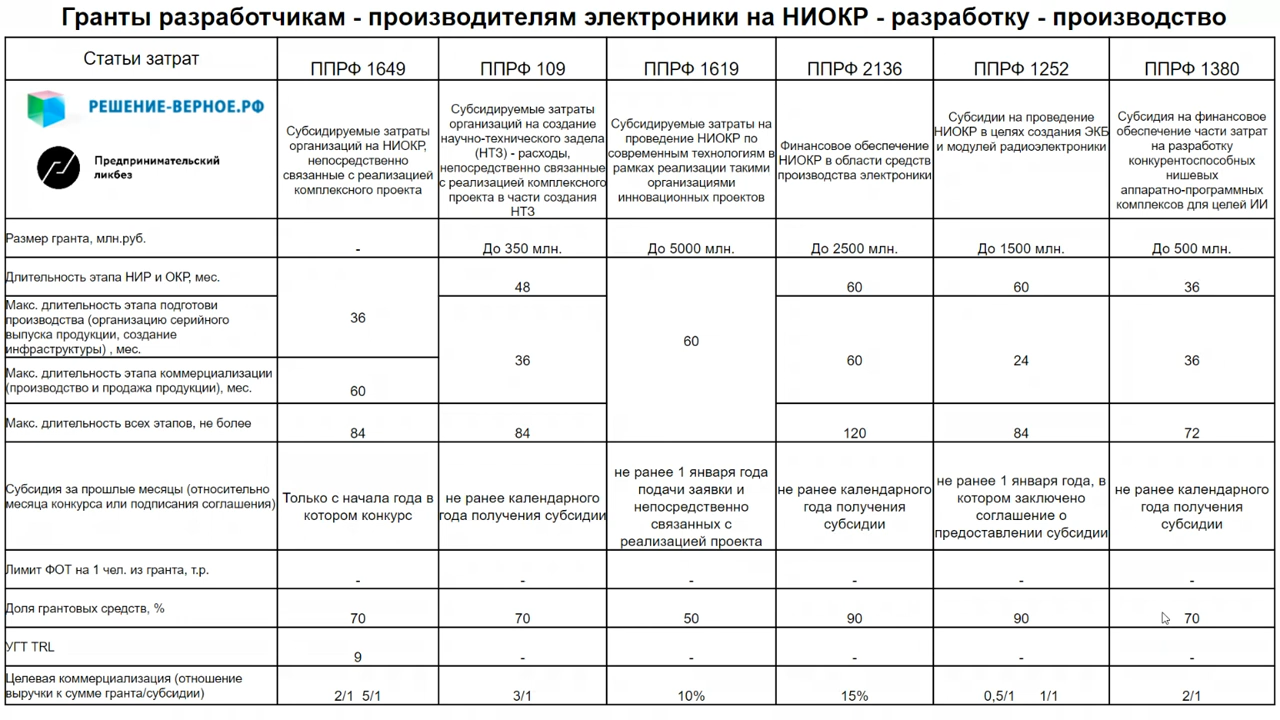 Гранты разработчикам - производителям электроники на НИОКР - разработку - производство
Статьи затрат
ППРФ 1649
ППРФ 109
ППРФ 1619
ППРФ 2136
ППРФ 1252
ППРФ 1380
РЕШЕНИЕ-ВЕРНОЕ.РФ
Предпринимательский
ликбез
Субсидируемые затраты
организаций на НИОКР,
непосредственно
связанные с реализацией
комплексного проекта
Субсидируемые затраты
организаций на создание
научно-технического задела
(НТЗ) - расходы,
непосредственно связанные
с реализацией комплексного
проекта в части создания
НТЗ
Субсидируемые затраты на
проведение НИОКР по
современным технологиям в
рамках реализации такими
организациями
инновационных проектов
Финансовое обеспечение
НИОКР в области средств
производства электроники
Субсидии на проведение
НИОКР в целях создания ЭКБ
и модулей радиоэлектроники
Субсидия на финансовое
обеспечение части затрат
на разработку
конкурентоспособных
нишевых
аппаратно-программных
комплексов для целей ИИ
Размер гранта, млн.руб.
-
До 350 млн.
До 5000 млн.
До 2500 млн.
До 1500 млн.
До 500 млн.
Длительность этапа НИР и ОКР, мес.
36
48
60
60
60
36
Макс. длительность этапа подготови
производства (организацию серийного
выпуска продукции, создание
инфраструктуры) , мес.
36
60
24
36
Макс. длительность этапа коммерциализации
(производство и продажа продукции), мес.
60
Макс. длительность всех этапов, не более
84
84
120
84
72
Субсидия за прошлые месяцы (относительно
месяца конкурса или подписания соглашения)
Только с начала года в
котором конкурс
не ранее календарного
года получения субсидии
не ранее 1 января года
подачи заявки и
непосредственно
связанных с
реализацией проекта
не ранее календарного
года получения
субсидии
не ранее 1 января года, в
котором заключено
соглашение о
предоставлении субсидии
не ранее календарного
года получения
субсидии
Лимит ФОТ на 1 чел. из гранта, т.р.
-
-
-
-
-
-
Доля грантовых средств, %
70
70
50
90
90
70
УГТ TRL
9
-
-
-
-
-
Целевая коммерциализация (отношение
выручки к сумме гранта/субсидии)
2/1 5/1
3/1
10%
15%
0,5/1 1/1
2/1